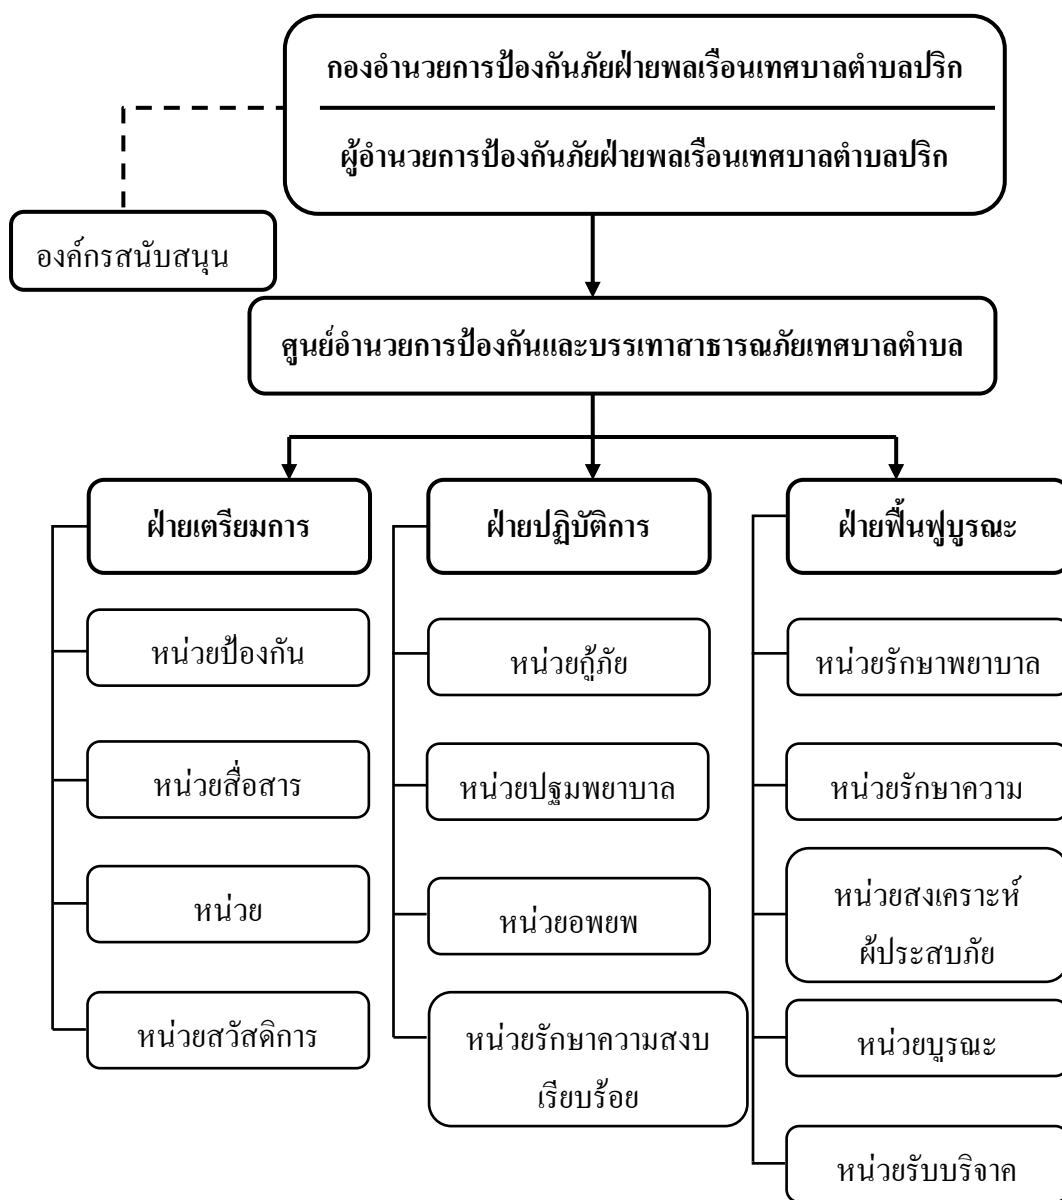 กองอำนวยการป้องกันภัยฝ่ายพลเรือนเทศบาลตำบลปริก
ผู้อำนวยการป้องกันภัยฝ่ายพลเรือนเทศบาลตำบลปริก
องค์กรสนับสนุน
ศูนย์อำนวยการป้องกันและบรรเทาสาธารณภัยเทศบาลตำบล
ฝ่ายเตรียมการ
ฝ่ายปฏิบัติการ
ฝ่ายฟื้นฟูบูรณะ
หน่วยป้องกัน
หน่วยสื่อสาร
หน่วย
หน่วยสวัสดิการ
หน่วยกู้ภัย
หน่วยปฐมพยาบาล
หน่วยอพยพ
หน่วยรักษาความสงบ
เรียบร้อย
หน่วยรักษาพยาบาล
หน่วยรักษาความ
หน่วยสงเคราะห์
ผ้ประสบภัย
หน่วยบูรณะ
หน่วยรับบริจาค